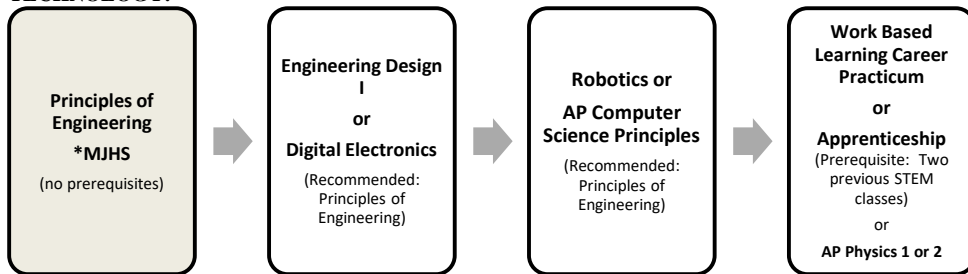 Principles of
Engineering
*MJHS
(no prerequisites)
Engineering Design
I
or
Digital Electronics
(Recommended:
Principles of
Engineering)
Robotics or
AP Computer
Science Principles
(Recommended:
Principles of
Engineering)
Work Based
Learning Career
Practicum
or
Apprenticeship
(Prerequisite: Two
previous STEM
classes)
or
AP Physics 1 or 2